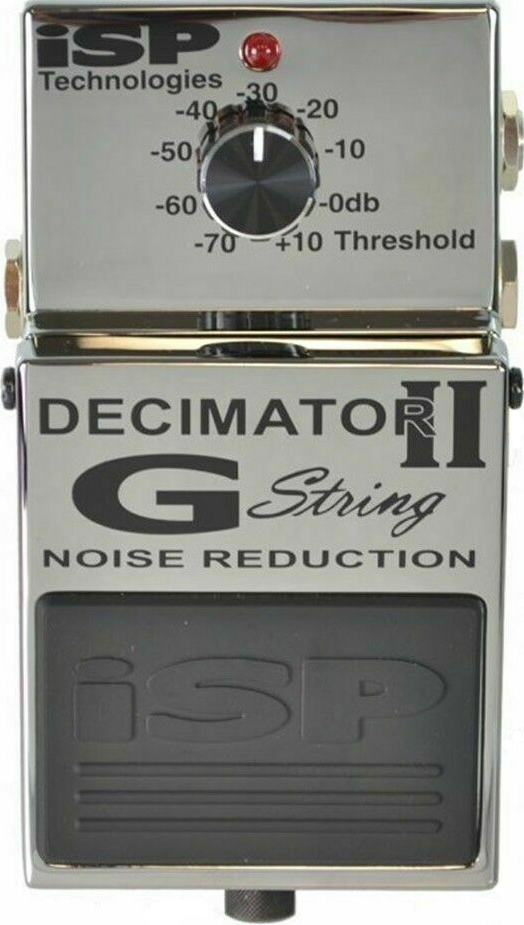 iSP
Technologies
-30
-40 -20
-50 -10
-60 -0db
-70 +10 Threshold
DECIMATOR II
G String
NOISE REDUCTION
iSP